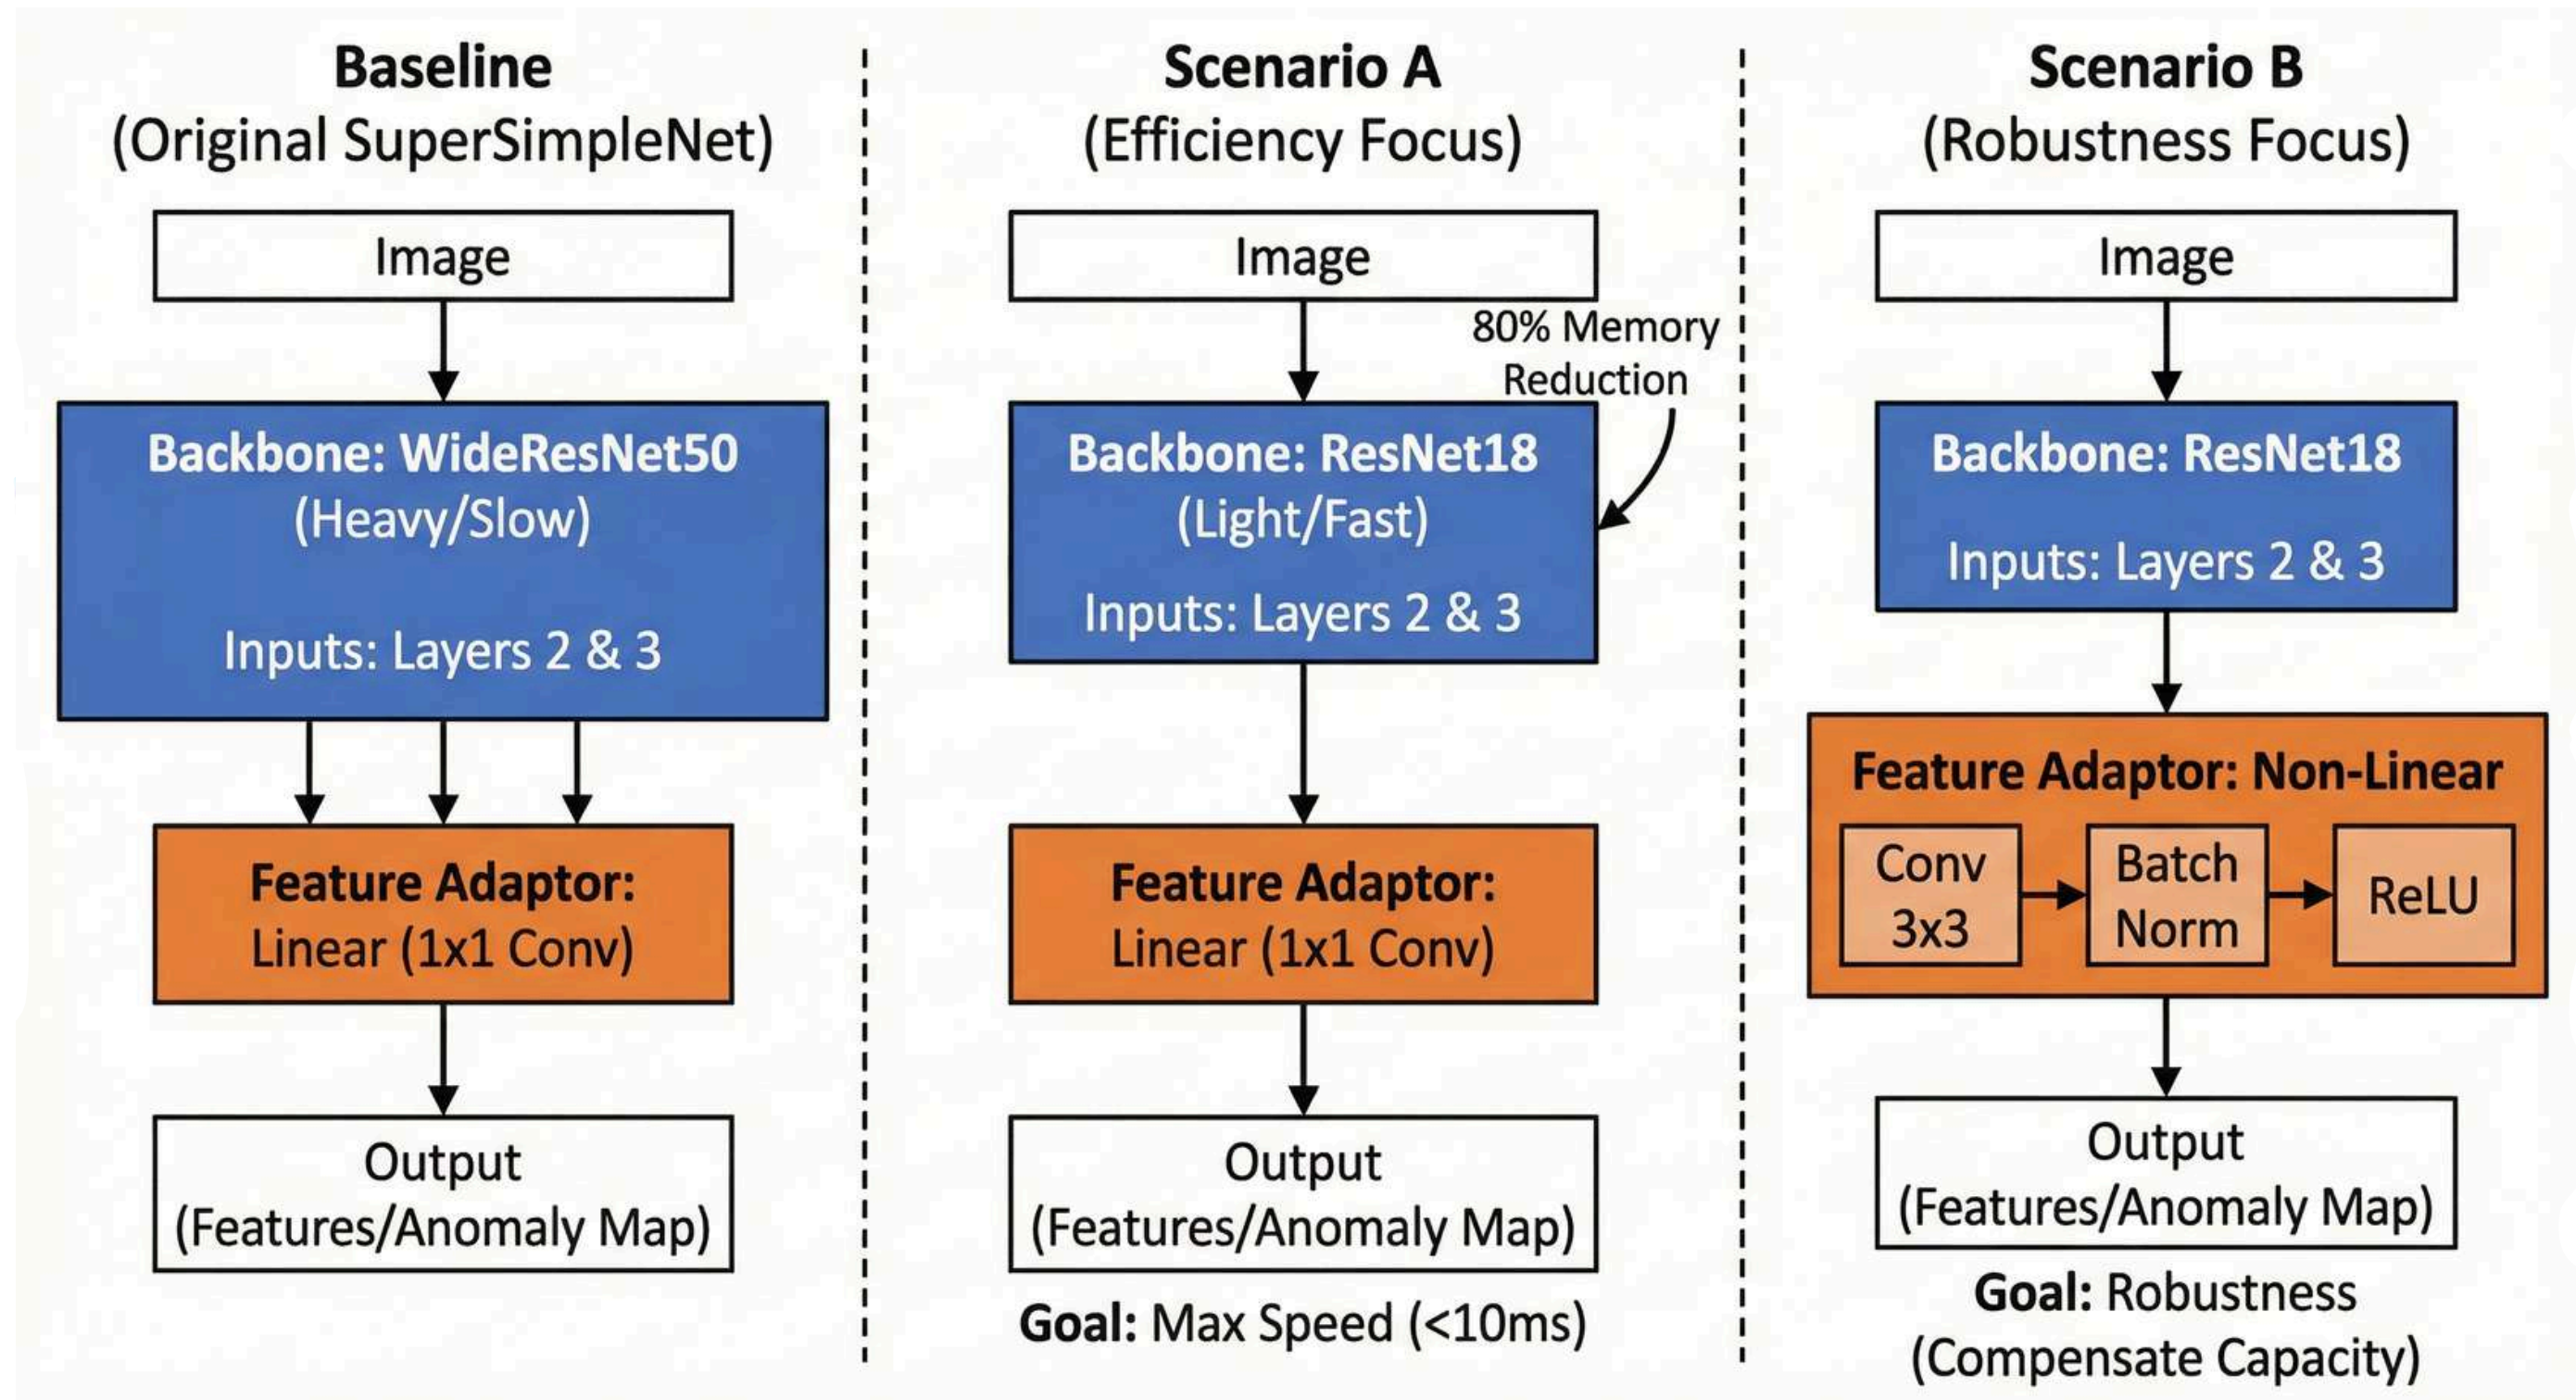 Baseline
(Original SuperSimpleNet)
Image
Backbone: WideResNet50
(Heavy/Slow)
Inputs: Layers 2 & 3
Feature Adaptor:
Linear (1x1 Conv)
Output
(Features/Anomaly Map)
Scenario A
(Efficiency Focus)
Image
80% Memory
Reduction
Backbone: ResNet18
(Light/Fast)
Inputs: Layers 2 & 3
Feature Adaptor:
Linear (1x1 Conv)
Output
(Features/Anomaly Map)
Goal: Max Speed (<10ms)
Scenario B
(Robustness Focus)
Image
Backbone: ResNet18
Inputs: Layers 2 & 3
Feature Adaptor: Non-Linear
Conv
3x3
Batch
Norm
ReLU
Output
(Features/Anomaly Map)
Goal: Robustness
(Compensate Capacity)